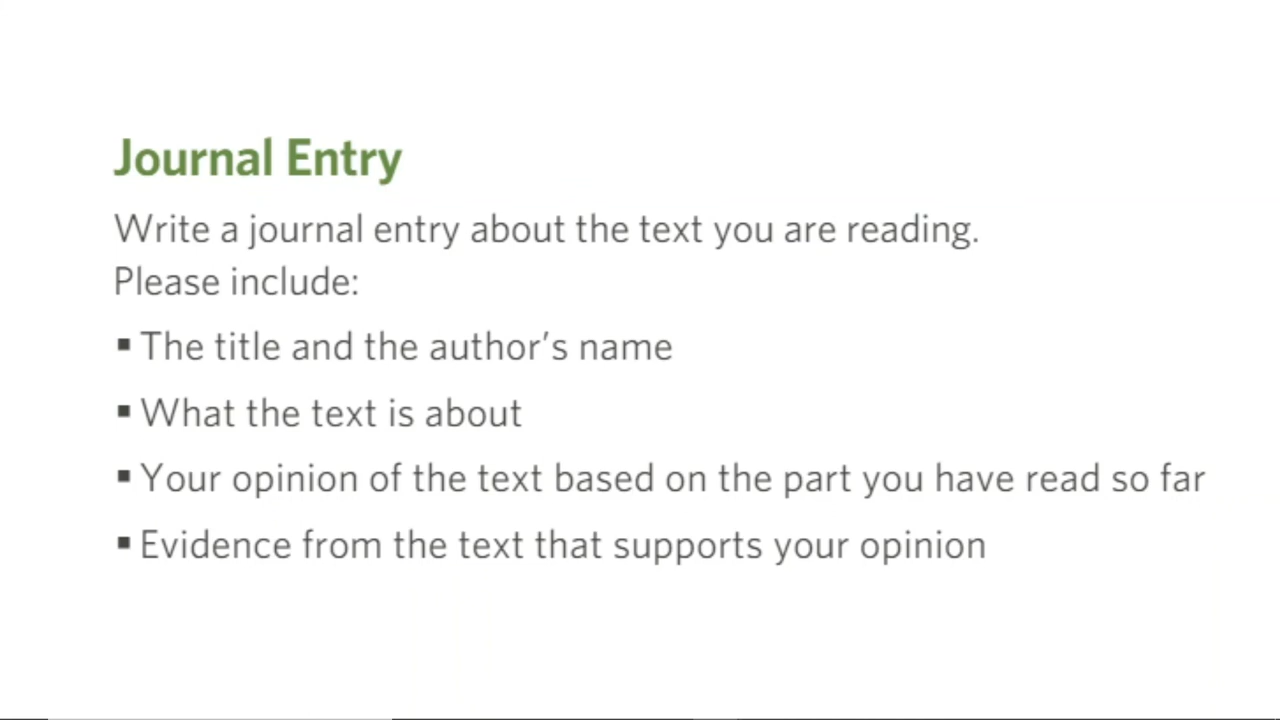 Journal Entry
Write a journal entry about the text you are reading.
Please include:
▪ The title and the author’s name
▪ What the text is about
▪ Your opinion of the text based on the part you have read so far
▪ Evidence from the text that supports your opinion